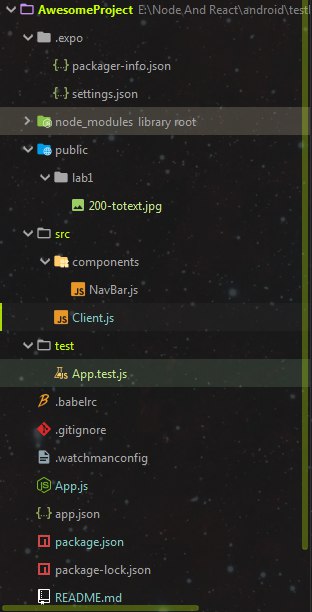 AwesomeProject E:\Node And React\android\testl
.expo
packager-info.json
settings.json
node_modules library root
public
lab1
200-totext.jpg
src
components
JS NavBar.js
JS Client.js
test
JS App.test.js
.babelrc
.gitignore
.watchmanconfig
JS App.js
{..} app.json
package.json
package-lock.json
README.md